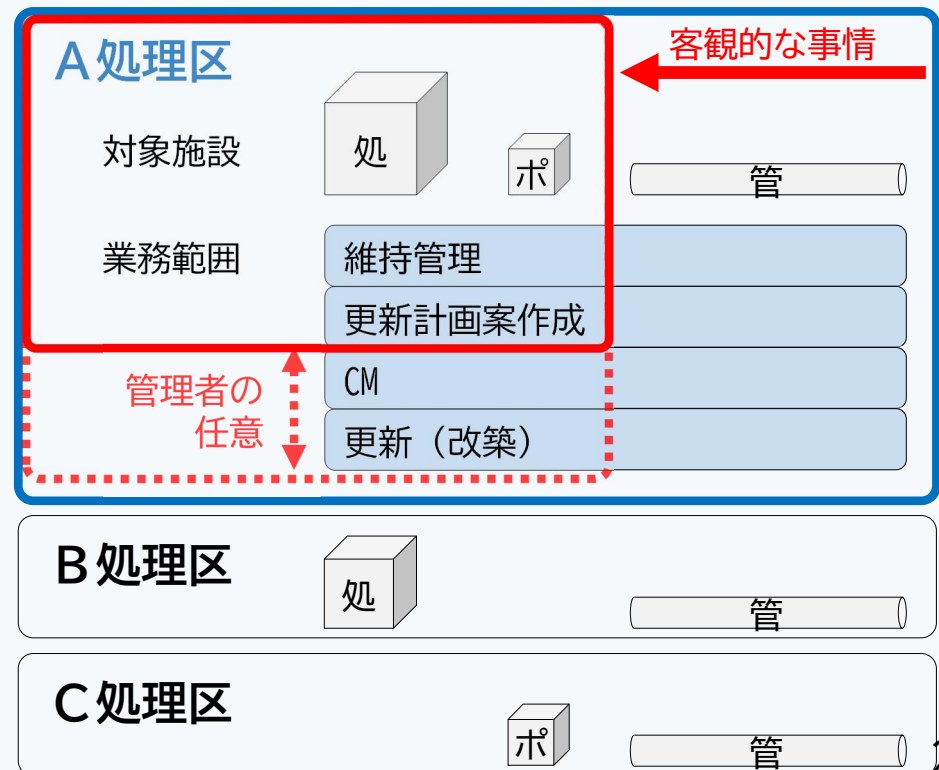 A処理区
客観的な事情
対象施設
処
ポ
管
業務範囲
維持管理
更新計画案作成
管理者の
任意
CM
更新（改築）
B処理区
処
管
C処理区
ポ
管